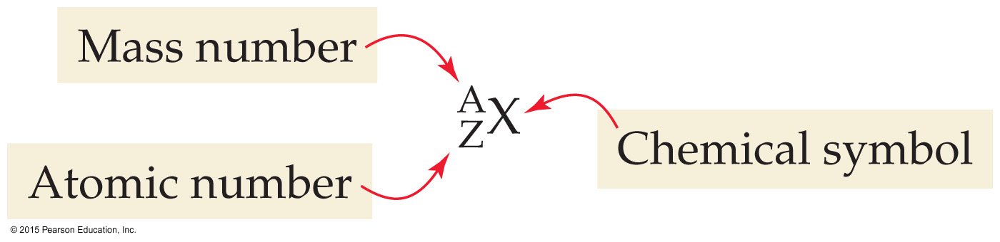 Mass number
A
Z
X
Chemical symbol
Atomic number
© 2015 Pearson Education, Inc.